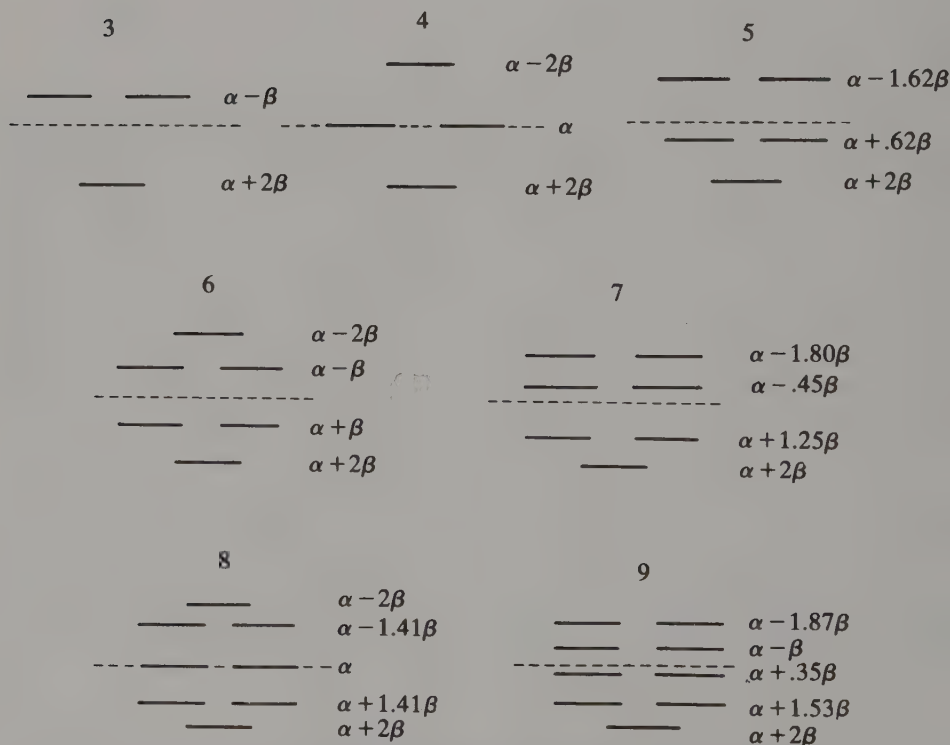 3
4
5
α−β
α−2β
α
α+2β
α+2β
α−1.62β
α+.62β
α+2β
6
7
α−2β
α−β
α+β
α+2β
α−1.80β
α−.45β
α+1.25β
α+2β
8
9
α−2β
α−1.41β
α
α+1.41β
α+2β
α−1.87β
α−β
α+.35β
α+1.53β
α+2β